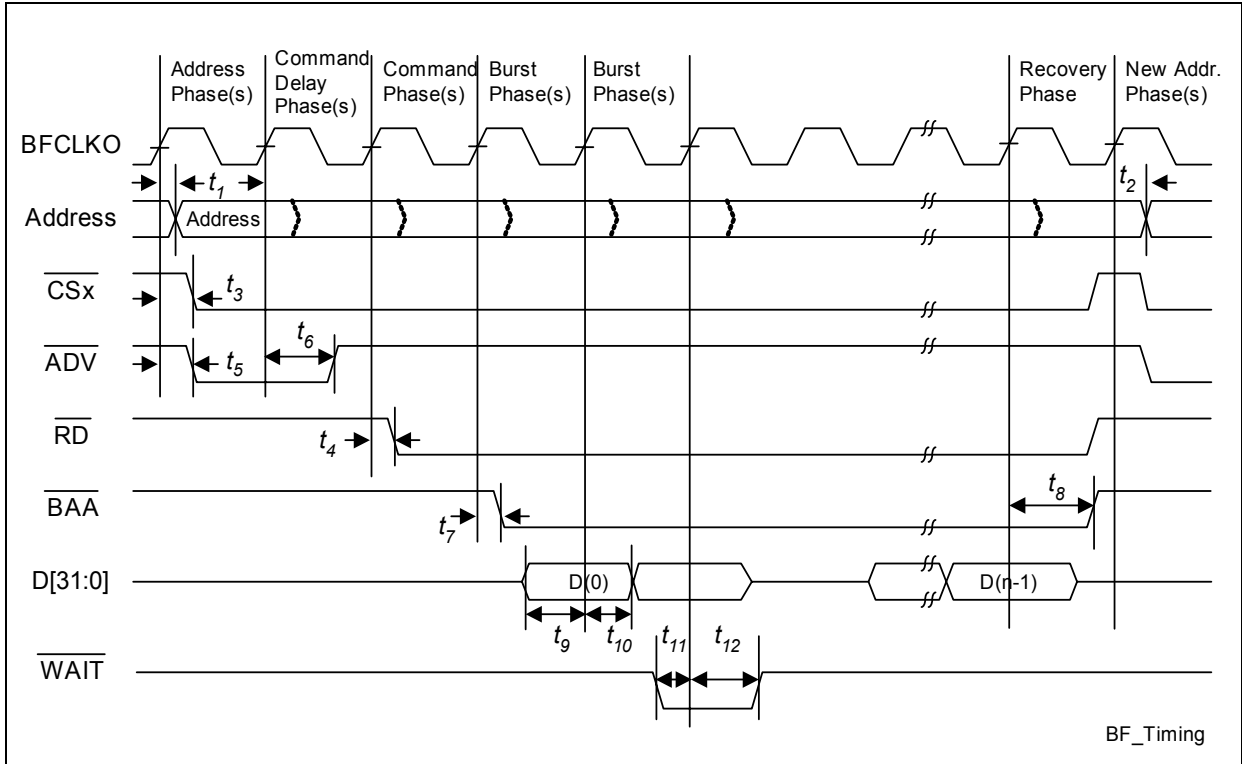 Address Phase(s)
Command Delay Phase(s)
Command Phase(s)
Burst Phase(s)
Burst Phase(s)
Recovery Phase
New Addr. Phase(s)
BFCLKO
t1
t2
Address
Address
CSx
t3
ADV
t5
t6
RD
t4
BAA
t7
t8
D[31:0]
D(0)
D(n-1)
t9
t10
t11
t12
WAIT
BF_Timing